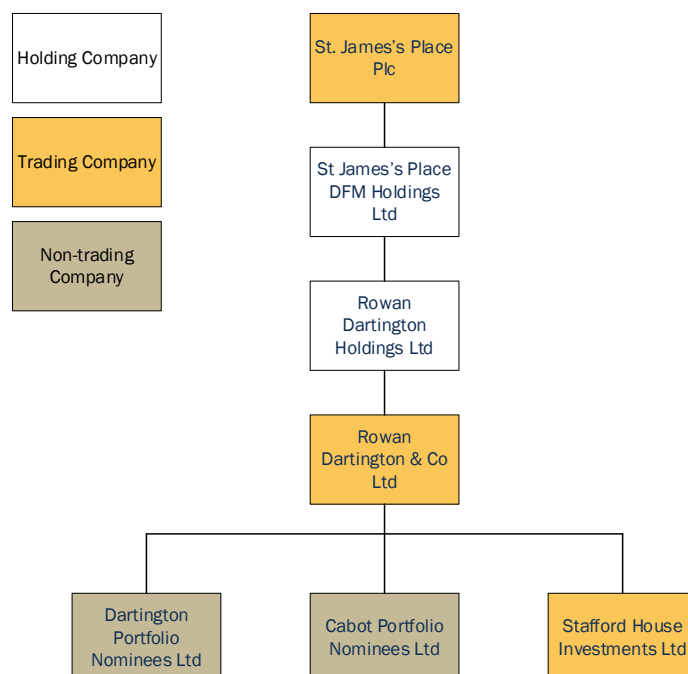 Holding Company
Trading Company
Non-trading
Company
St. James’s Place
Plc
St James’s Place
DFM Holdings
Ltd
Rowan
Dartington
Holdings Ltd
Rowan
Dartington & Co
Ltd
Dartington
Portfolio
Nominees Ltd
Cabot Portfolio
Nominees Ltd
Stafford House
Investments Ltd